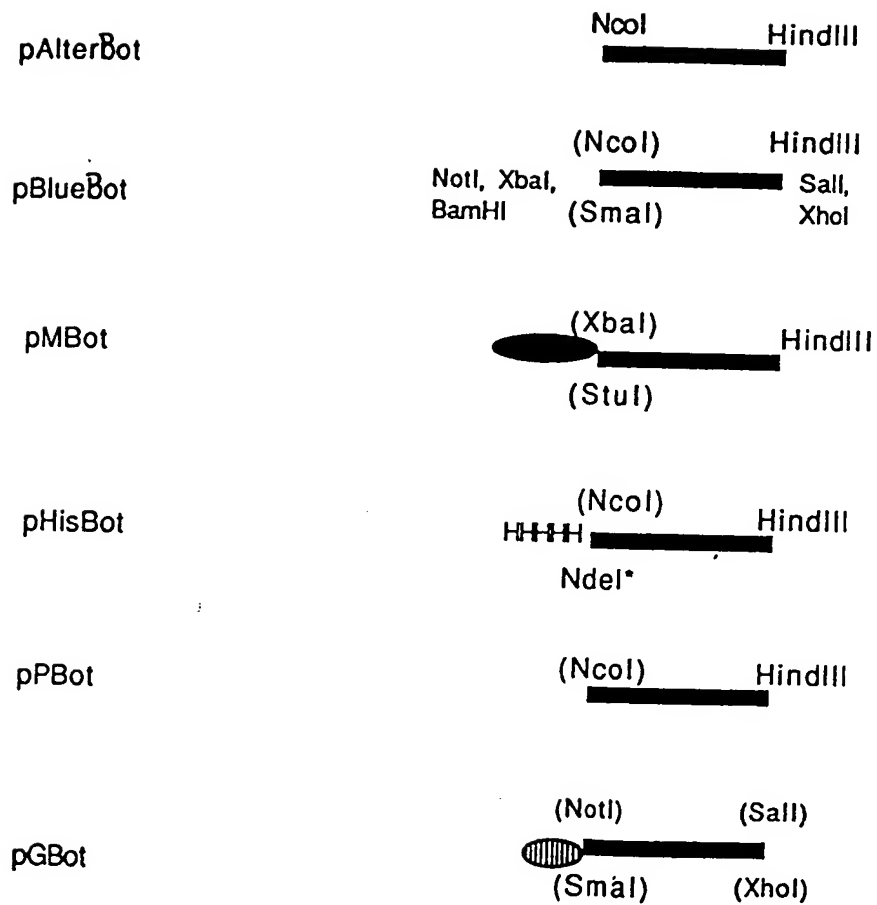 NcoI HindIII
pAlterBot
(NcoI) HindIII
NotI, XbaI, SalI,
pBlueBot
BamHI (SmaI) XhoI
(XbaI)
pMBot HindIII
(StuI)
(NcoI)
pHisBot HindIII
HHHHH
NdeI*
(NcoI) HindIII
pPBot
(NotI) (SalI)
pGBot
(SmaI) (XhoI)